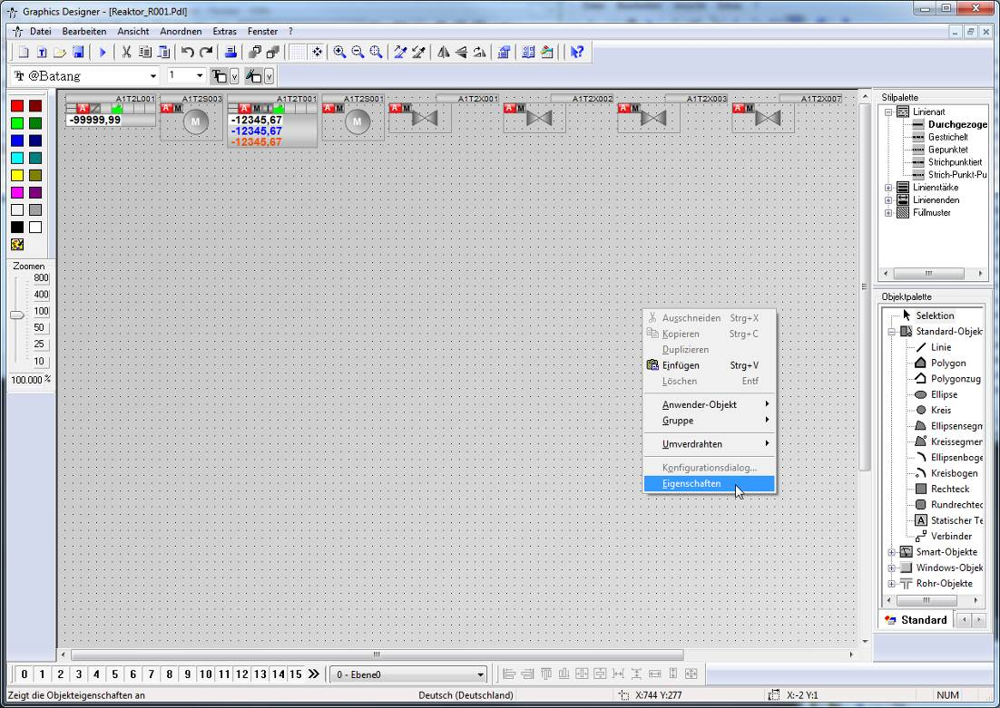 Graphics Designer - [Reaktor_R001.Pdl]
Datei Bearbeiten Ansicht Anordnen Extras Fenster ?
@Batang 1
Zoomen
800
400
100
50
25
10
100.000 %
A1T2L001 A1T2S003 A1T2T001 A1T2S001 A1T2X001 A1T2X002 A1T2X003 A1T2X007
A A M A M A M A M A M A M A M
-99999,99 M -12345,67 M
-12345,67
-12345,67
Ausschneiden Strg+X
Kopieren Strg+C
Duplizieren
Einfügen Strg+V
Löschen Entf
Anwender-Objekt
Gruppe
Umverdrahten
Konfigurationsdialog...
Eigenschaften
Stilpalette
Linienart
Durchgezoge
Gestrichelt
Gepunktet
Strichpunktiert
Strich-Punkt-Pu
Linienstärke
Linienenden
Füllmuster
Objektpalette
Selektion
Standard-Objek
Linie
Polygon
Polygonzug
Ellipse
Kreis
Ellipsensegm
Kreissegmer
Ellipsenboge
Kreisbogen
Rechteck
Rundrechtec
Statischer Te
Verbinder
Smart-Objekte
Windows-Objek
Rohr-Objekte
Standard
0 1 2 3 4 5 6 7 8 9 10 11 12 13 14 15 0 - Ebene0
Zeigt die Objekteigenschaften an Deutsch (Deutschland) X:744 Y:277 X:-2 Y:1 NUM